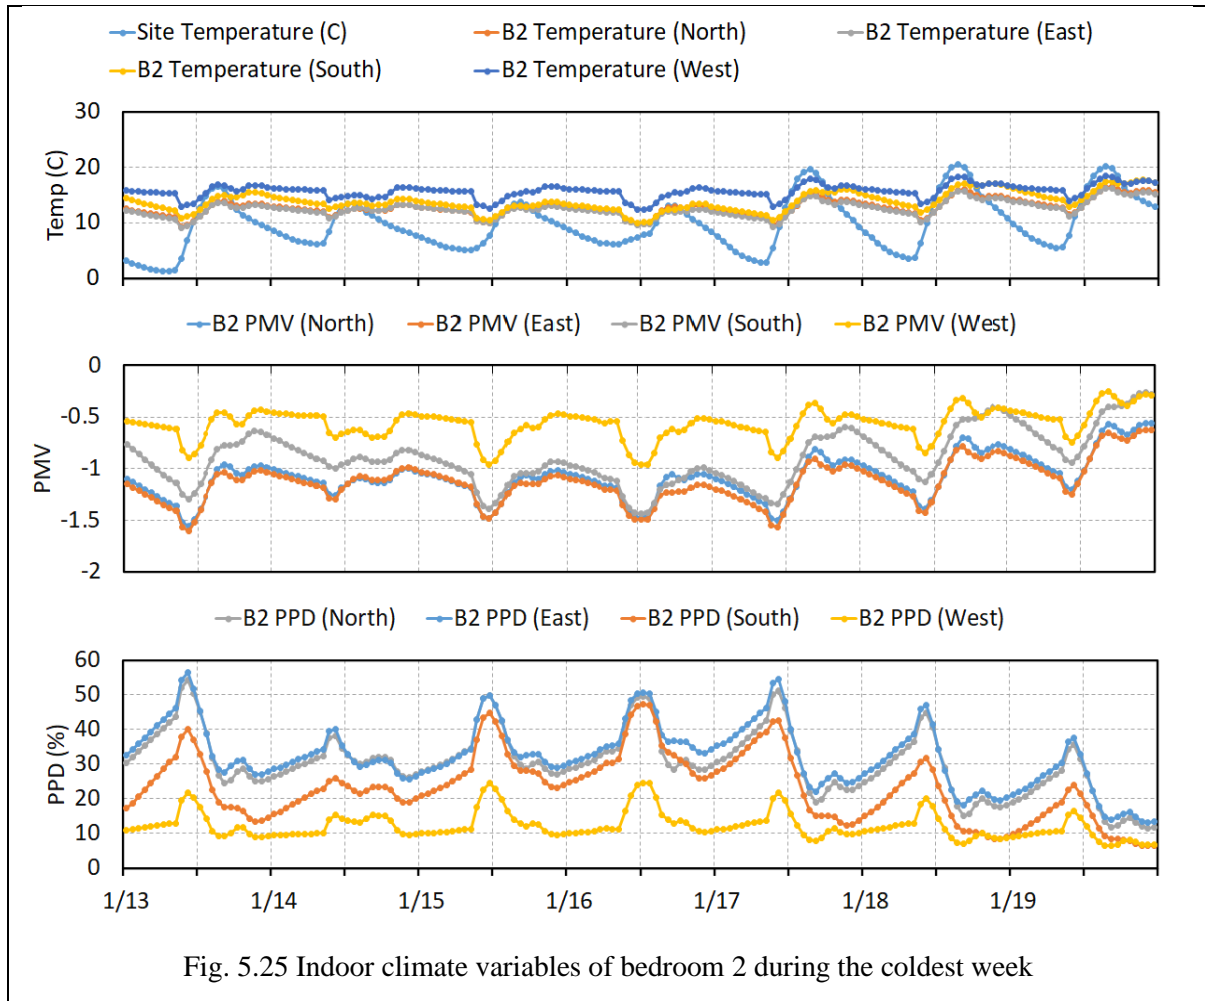 Site Temperature (C) B2 Temperature (North) B2 Temperature (East)
B2 Temperature (South) B2 Temperature (West)
30
20
10
0
Temp (C)
B2 PMV (North) B2 PMV (East) B2 PMV (South) B2 PMV (West)
0
-0.5
-1
-1.5
-2
PMV
B2 PPD (North) B2 PPD (East) B2 PPD (South) B2 PPD (West)
60
50
40
30
20
10
0
PPD (%)
1/13 1/14 1/15 1/16 1/17 1/18 1/19
Fig. 5.25 Indoor climate variables of bedroom 2 during the coldest week